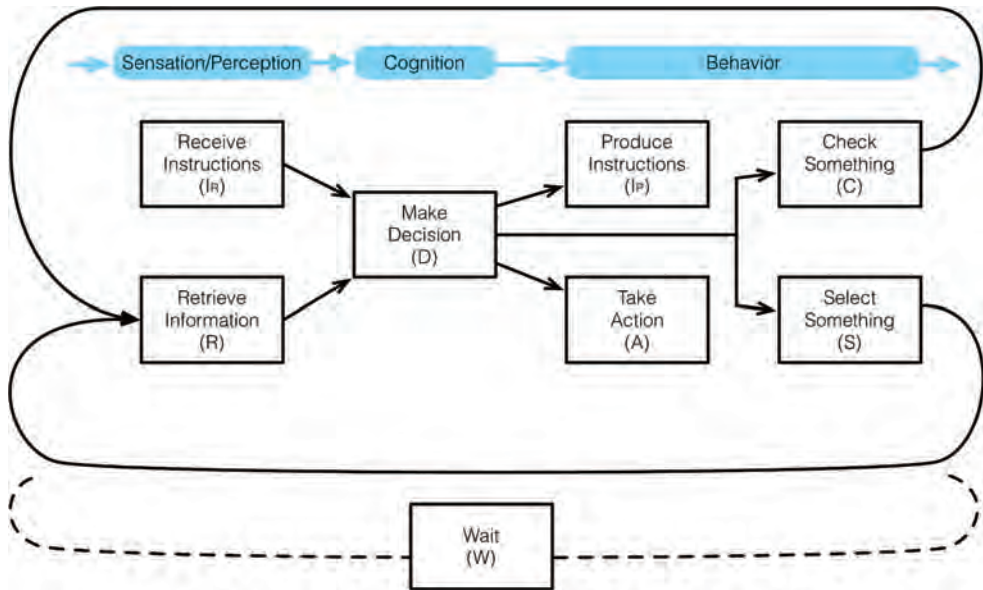 Sensation/Perception
Cognition
Behavior
Receive
Instructions
(IR)
Produce
Instructions
(IP)
Check
Something
(C)
Make
Decision
(D)
Retrieve
Information
(R)
Take
Action
(A)
Select
Something
(S)
Wait
(W)